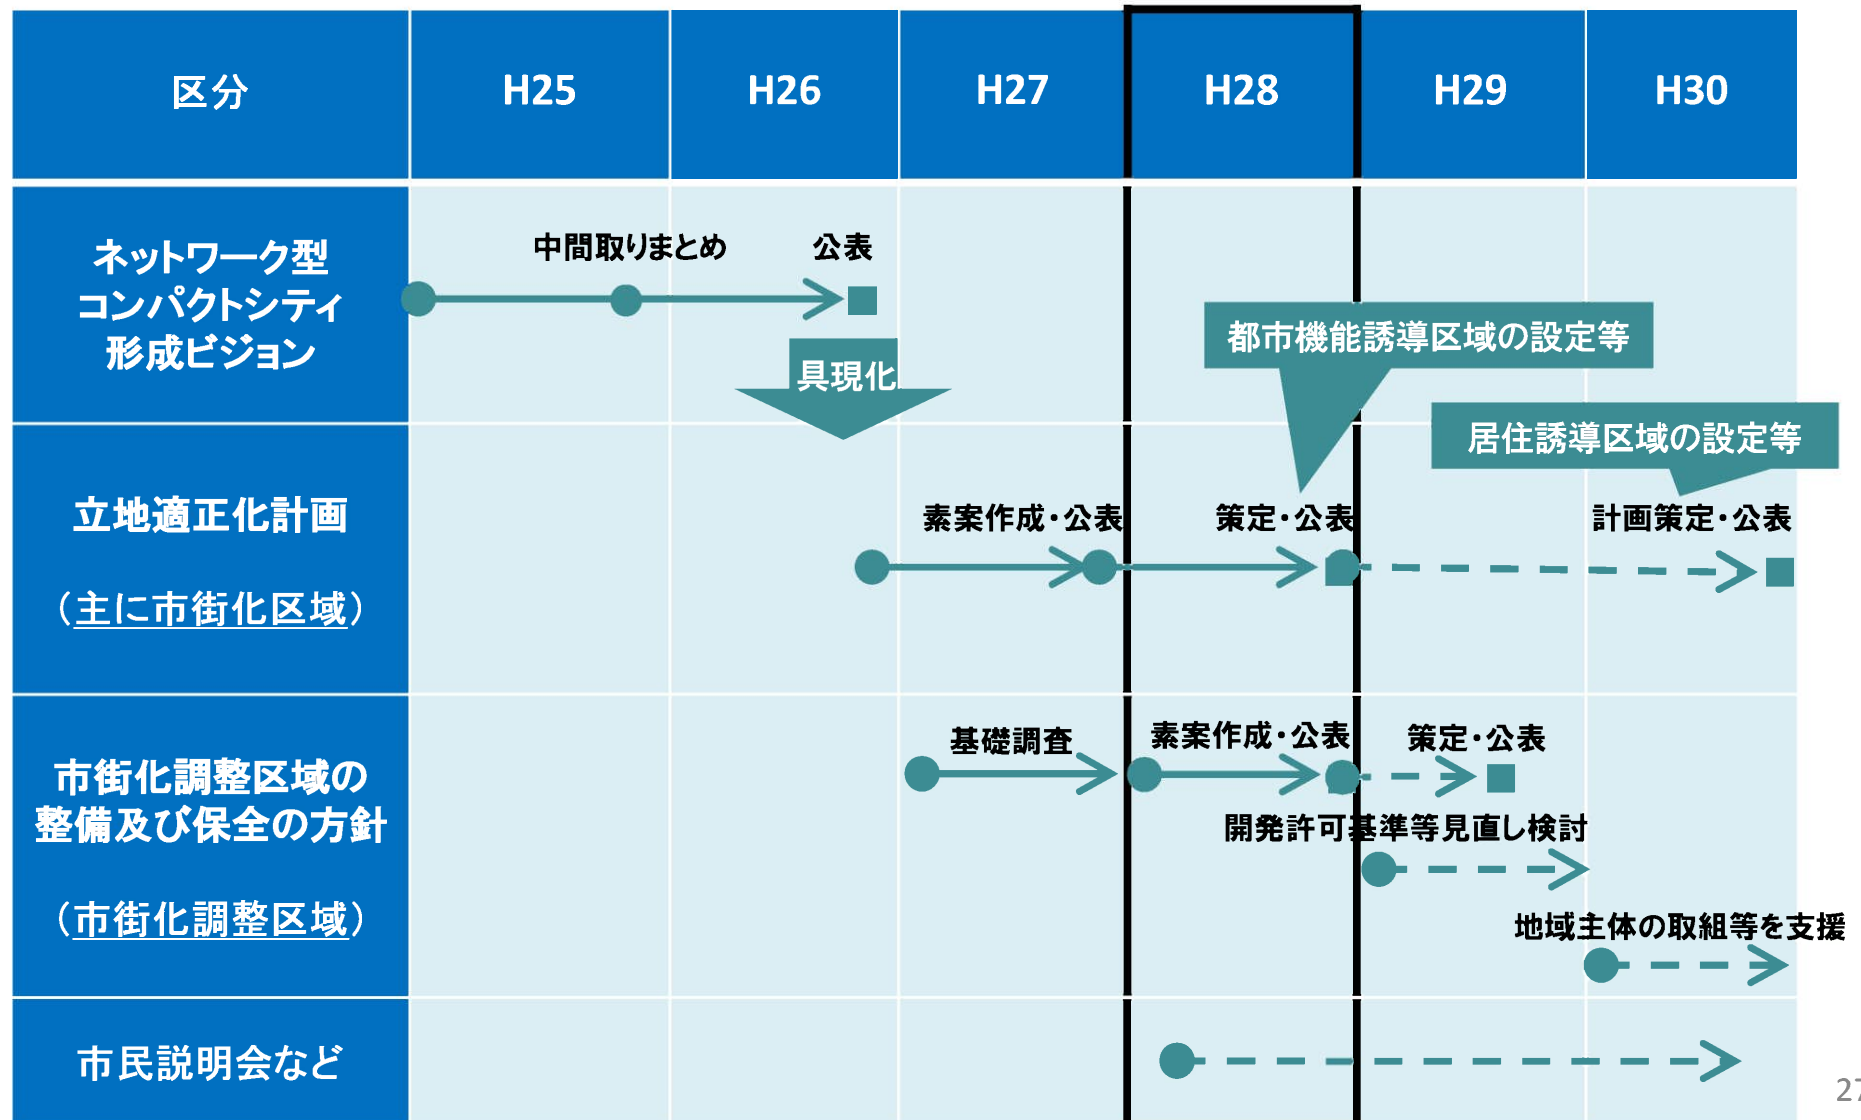 区分
H25
H26
H27
H28
H29
H30
ネットワーク型
コンパクトシティ
形成ビジョン
中間取りまとめ
公表
具現化
都市機能誘導区域の設定等
居住誘導区域の設定等
立地適正化計画
（主に市街化区域）
素案作成・公表
策定・公表
計画策定・公表
市街化調整区域の
整備及び保全の方針
（市街化調整区域）
基礎調査
素案作成・公表
策定・公表
開発許可基準等見直し検討
地域主体の取組等を支援
市民説明会など
27